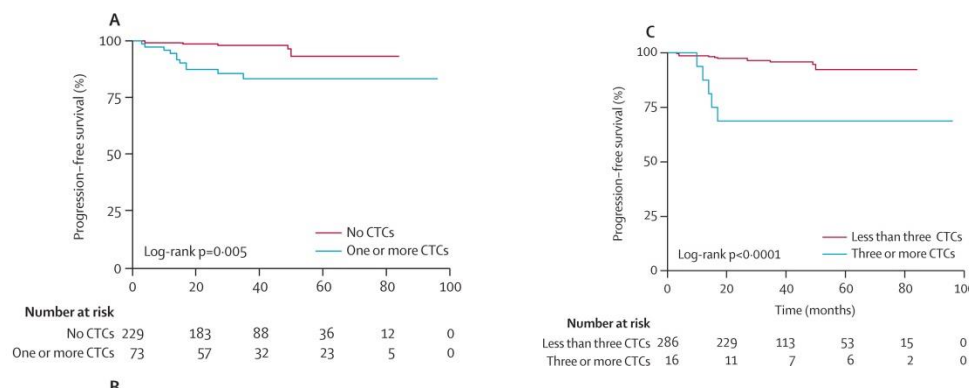 A
100
75
50
25
0
Progression-free survival (%)
No CTCs
One or more CTCs
Log-rank p=0·005
0 20 40 60 80 100
Number at risk
No CTCs 229 183 88 36 12 0
One or more CTCs 73 57 32 23 5 0
B
C
100
75
50
25
0
Progression-free survival (%)
Less than three CTCs
Three or more CTCs
Log-rank p<0·0001
0 20 40 60 80 100
Time (months)
Number at risk
Less than three CTCs 286 229 113 53 15 0
Three or more CTCs 16 11 7 6 2 0